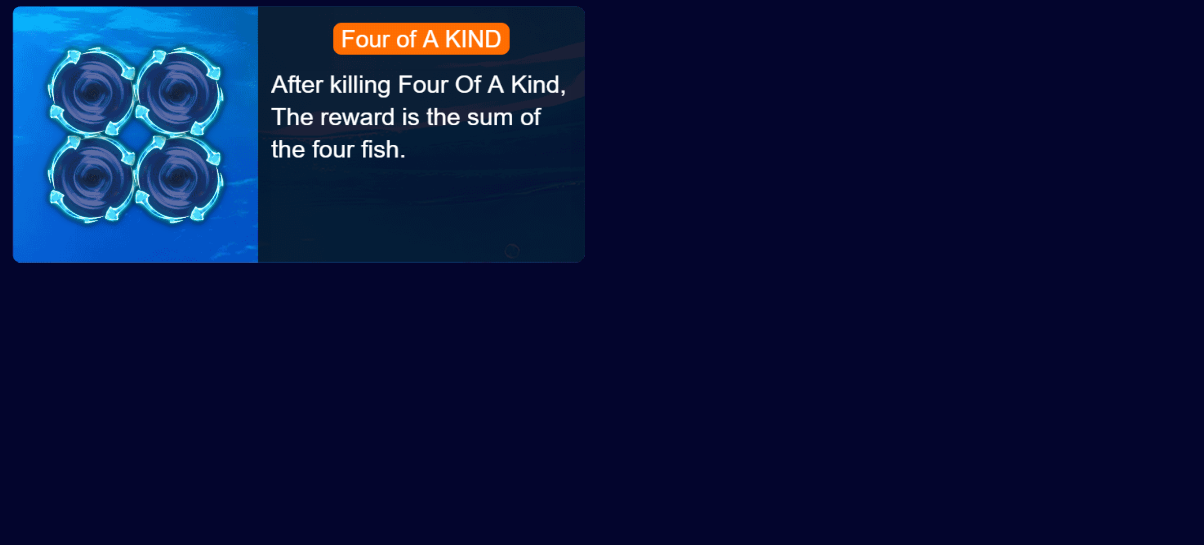 Four of A KIND
After killing Four Of A Kind,
The reward is the sum of
the four fish.